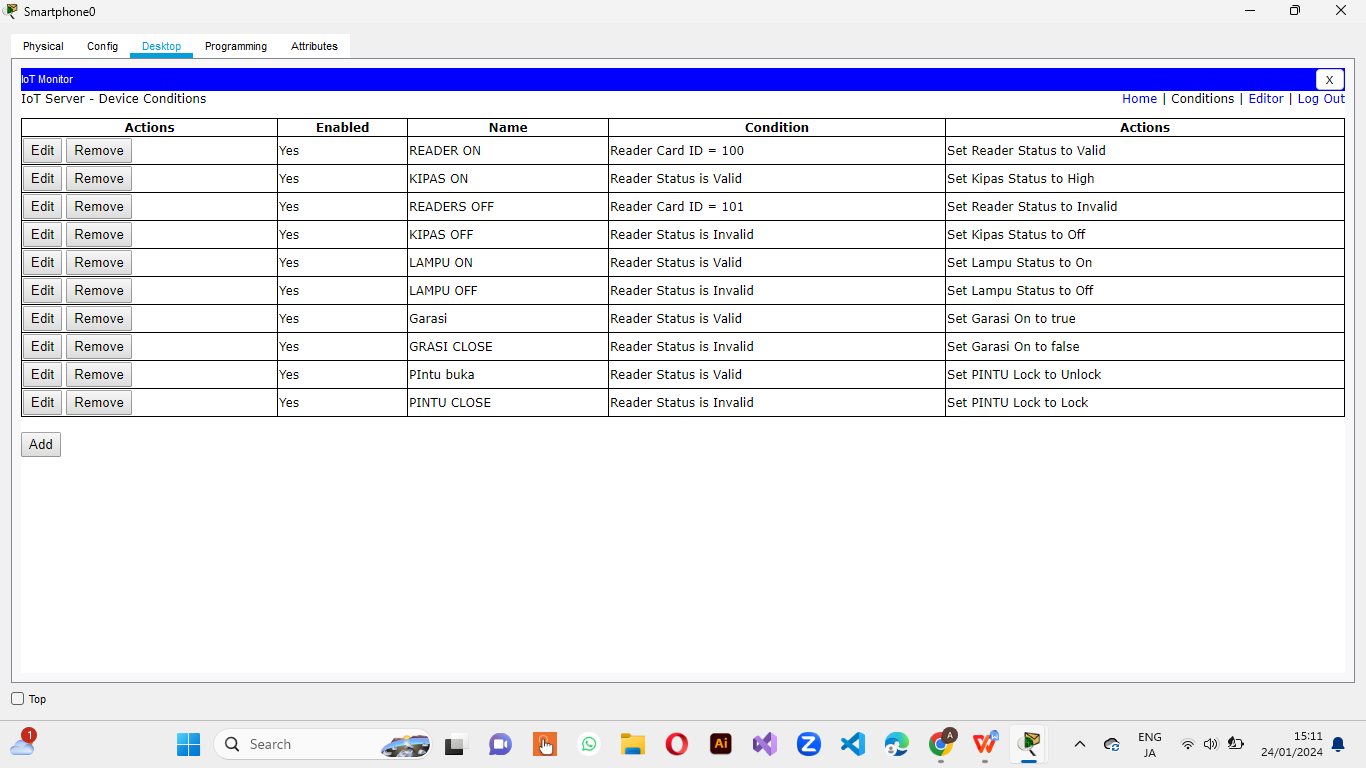 Smartphone0
Physical Config Desktop Programming Attributes
IoT Monitor X
IoT Server - Device Conditions Home | Conditions | Editor | Log Out
Actions Enabled Name Condition Actions
Edit Remove Yes READER ON Reader Card ID = 100 Set Reader Status to Valid
Edit Remove Yes KIPAS ON Reader Status is Valid Set Kipas Status to High
Edit Remove Yes READERS OFF Reader Card ID = 101 Set Reader Status to Invalid
Edit Remove Yes KIPAS OFF Reader Status is Invalid Set Kipas Status to Off
Edit Remove Yes LAMPU ON Reader Status is Valid Set Lampu Status to On
Edit Remove Yes LAMPU OFF Reader Status is Invalid Set Lampu Status to Off
Edit Remove Yes Garasi Reader Status is Valid Set Garasi On to true
Edit Remove Yes GRASI CLOSE Reader Status is Invalid Set Garasi On to false
Edit Remove Yes PIntu buka Reader Status is Valid Set PINTU Lock to Unlock
Edit Remove Yes PINTU CLOSE Reader Status is Invalid Set PINTU Lock to Lock
Add
Top
1 Search Ai Z A W ENG 15:11
JA 24/01/2024